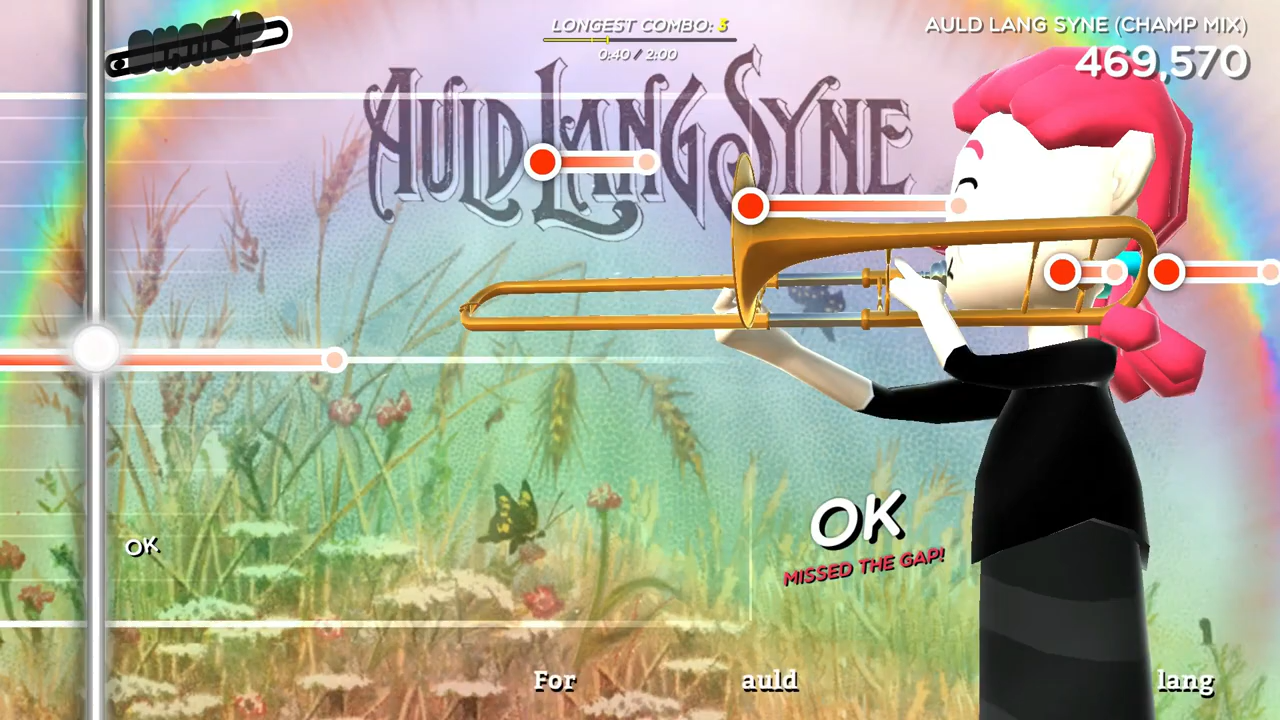 LONGEST COMBO: 3
0:40 / 2:00
AULD LANG SYNE (CHAMP MIX)
469,570
AULD LANG SYNE
OK
OK
MISSED THE GAP!
For auld lang